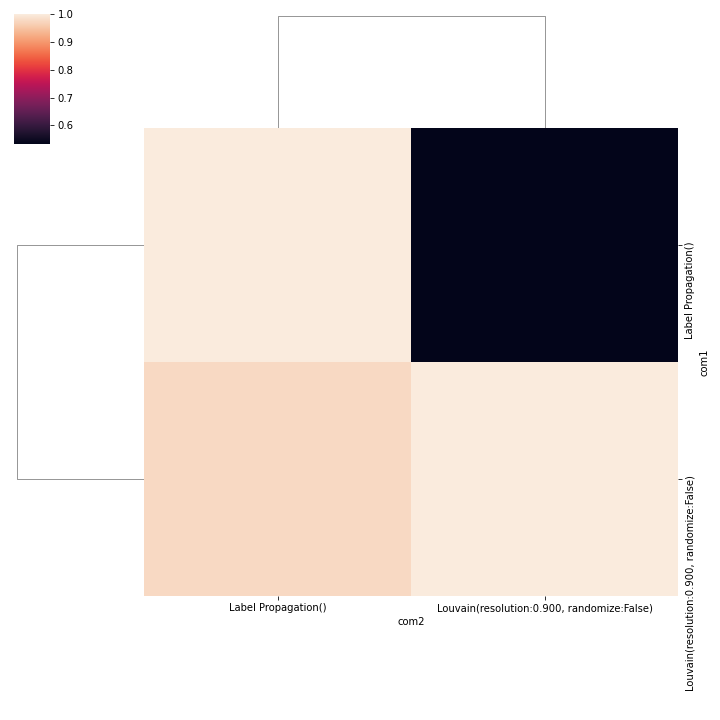 1.0
0.9
0.8
0.7
0.6
Label Propagation()
com1
Louvain(resolution:0.900, randomize:False)
Label Propagation()
Louvain(resolution:0.900, randomize:False)
com2